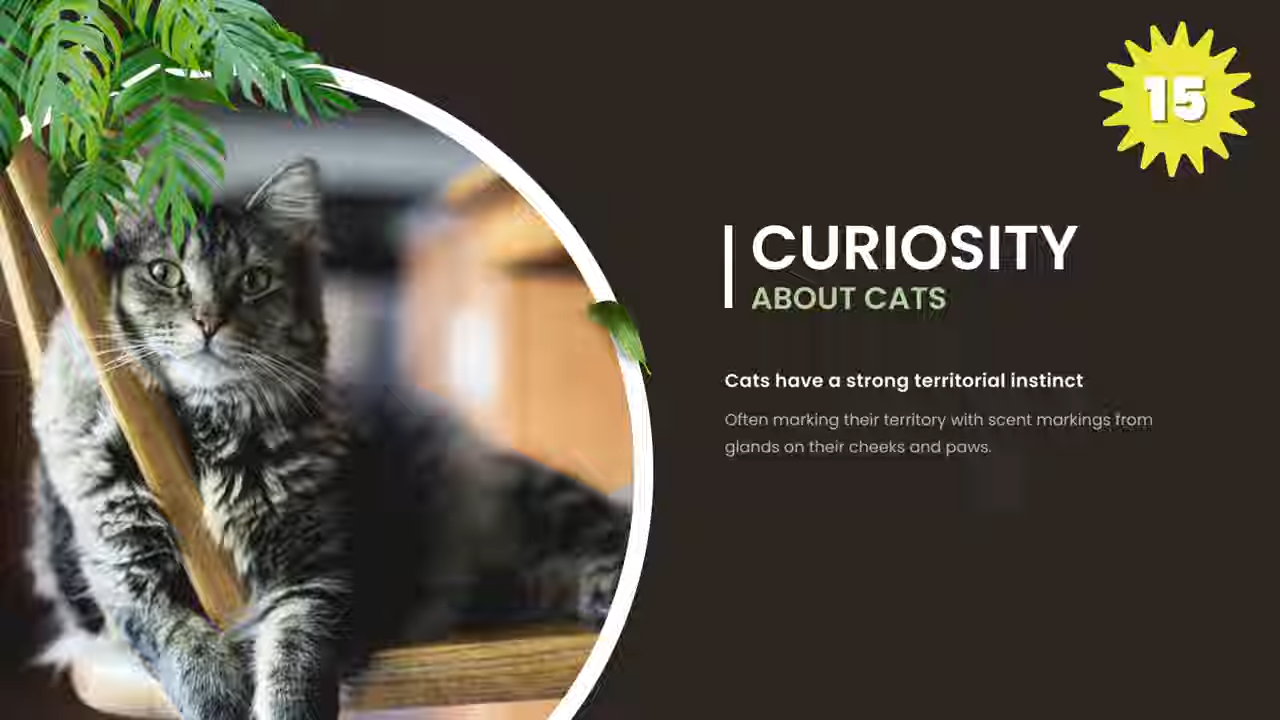 15
CURIOSITY
ABOUT CATS
Cats have a strong territorial instinct
Often marking their territory with scent markings from
glands on their cheeks and paws.